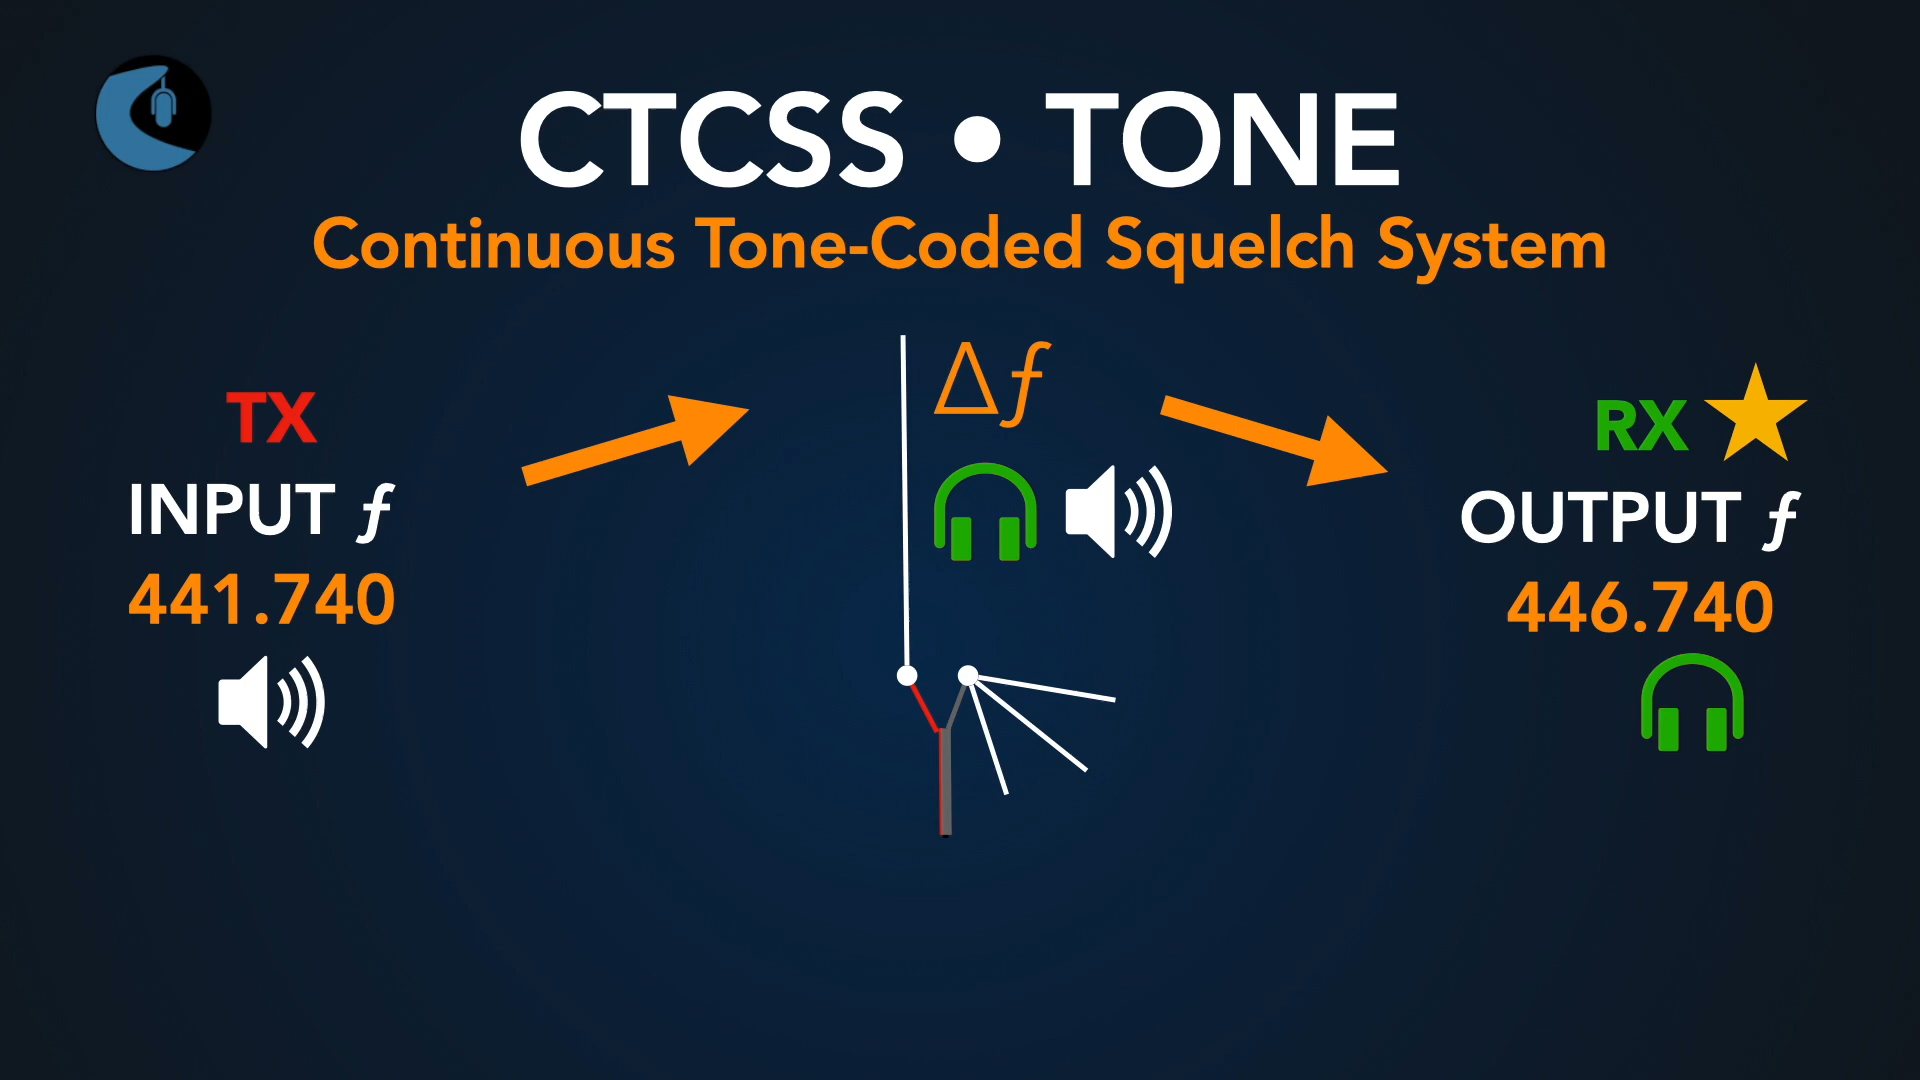 CTCSS • TONE
Continuous Tone-Coded Squelch System
TX
INPUT ƒ
441.740
Δƒ
RX
OUTPUT ƒ
446.740